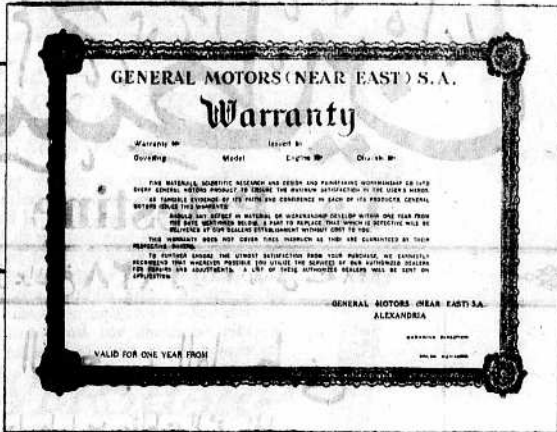 GENERAL MOTORS (NEAR EAST) S.A.
Warranty
Warranty Nº Issued to
Covering Model Engine Nº Chassis Nº
FINE MATERIALS, SCIENTIFIC RESEARCH AND DESIGN AND PAINSTAKING WORKMANSHIP GO INTO
EVERY GENERAL MOTORS PRODUCT TO ENSURE THE MAXIMUM SATISFACTION IN THE USER'S HANDS.
AS TANGIBLE EVIDENCE OF ITS FAITH AND CONFIDENCE IN EACH OF ITS PRODUCTS, GENERAL
MOTORS ISSUES THIS WARRANTY:
SHOULD ANY DEFECT IN MATERIAL OR WORKMANSHIP DEVELOP WITHIN ONE YEAR FROM
THE DATE MENTIONED BELOW, A PART TO REPLACE THAT WHICH IS DEFECTIVE WILL BE
DELIVERED AT OUR DEALERS ESTABLISHMENT WITHOUT COST TO YOU.
THIS WARRANTY DOES NOT COVER TIRES INASMUCH AS THEY ARE GUARANTEED BY THEIR
RESPECTIVE MAKERS.
TO FURTHER ENSURE THE UTMOST SATISFACTION FROM YOUR PURCHASE, WE EARNESTLY
RECOMMEND THAT WHEREVER POSSIBLE YOU UTILIZE THE SERVICES OF OUR AUTHORIZED DEALERS
FOR REPAIRS AND ADJUSTMENTS. A LIST OF THESE AUTHORIZED DEALERS WILL BE SENT ON
APPLICATION.
GENERAL MOTORS (NEAR EAST) S.A.
ALEXANDRIA
MANAGING DIRECTOR
VALID FOR ONE YEAR FROM